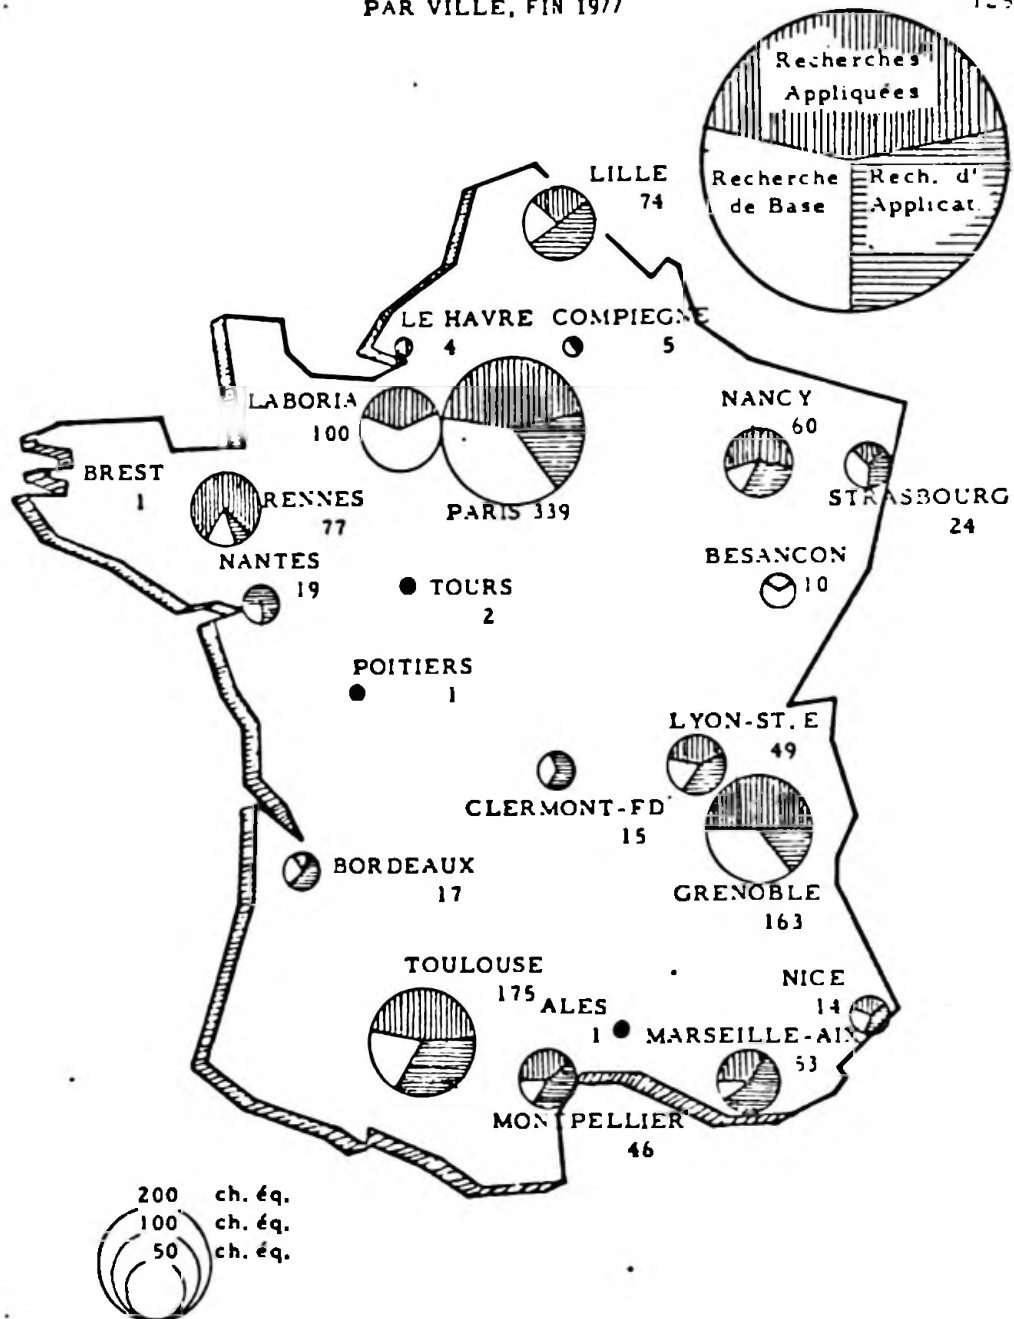 PAR VILLE, FIN 1977
Recherches
Appliquées
Recherche
de Base
Rech. d'
Applicat.
LILLE
74
LE HAVRE
4
COMPIEGNE
5
LABORIA
100
PARIS 339
NANCY
60
STRASBOURG
24
BREST
1
RENNES
77
NANTES
19
TOURS
2
BESANCON
10
POITIERS
1
LYON-ST. E
49
CLERMONT-FD
15
GRENOBLE
163
BORDEAUX
17
TOULOUSE
175
ALES
1
NICE
14
MARSEILLE-AIX
53
MONTPELLIER
46
200 ch. éq.
100 ch. éq.
50 ch. éq.